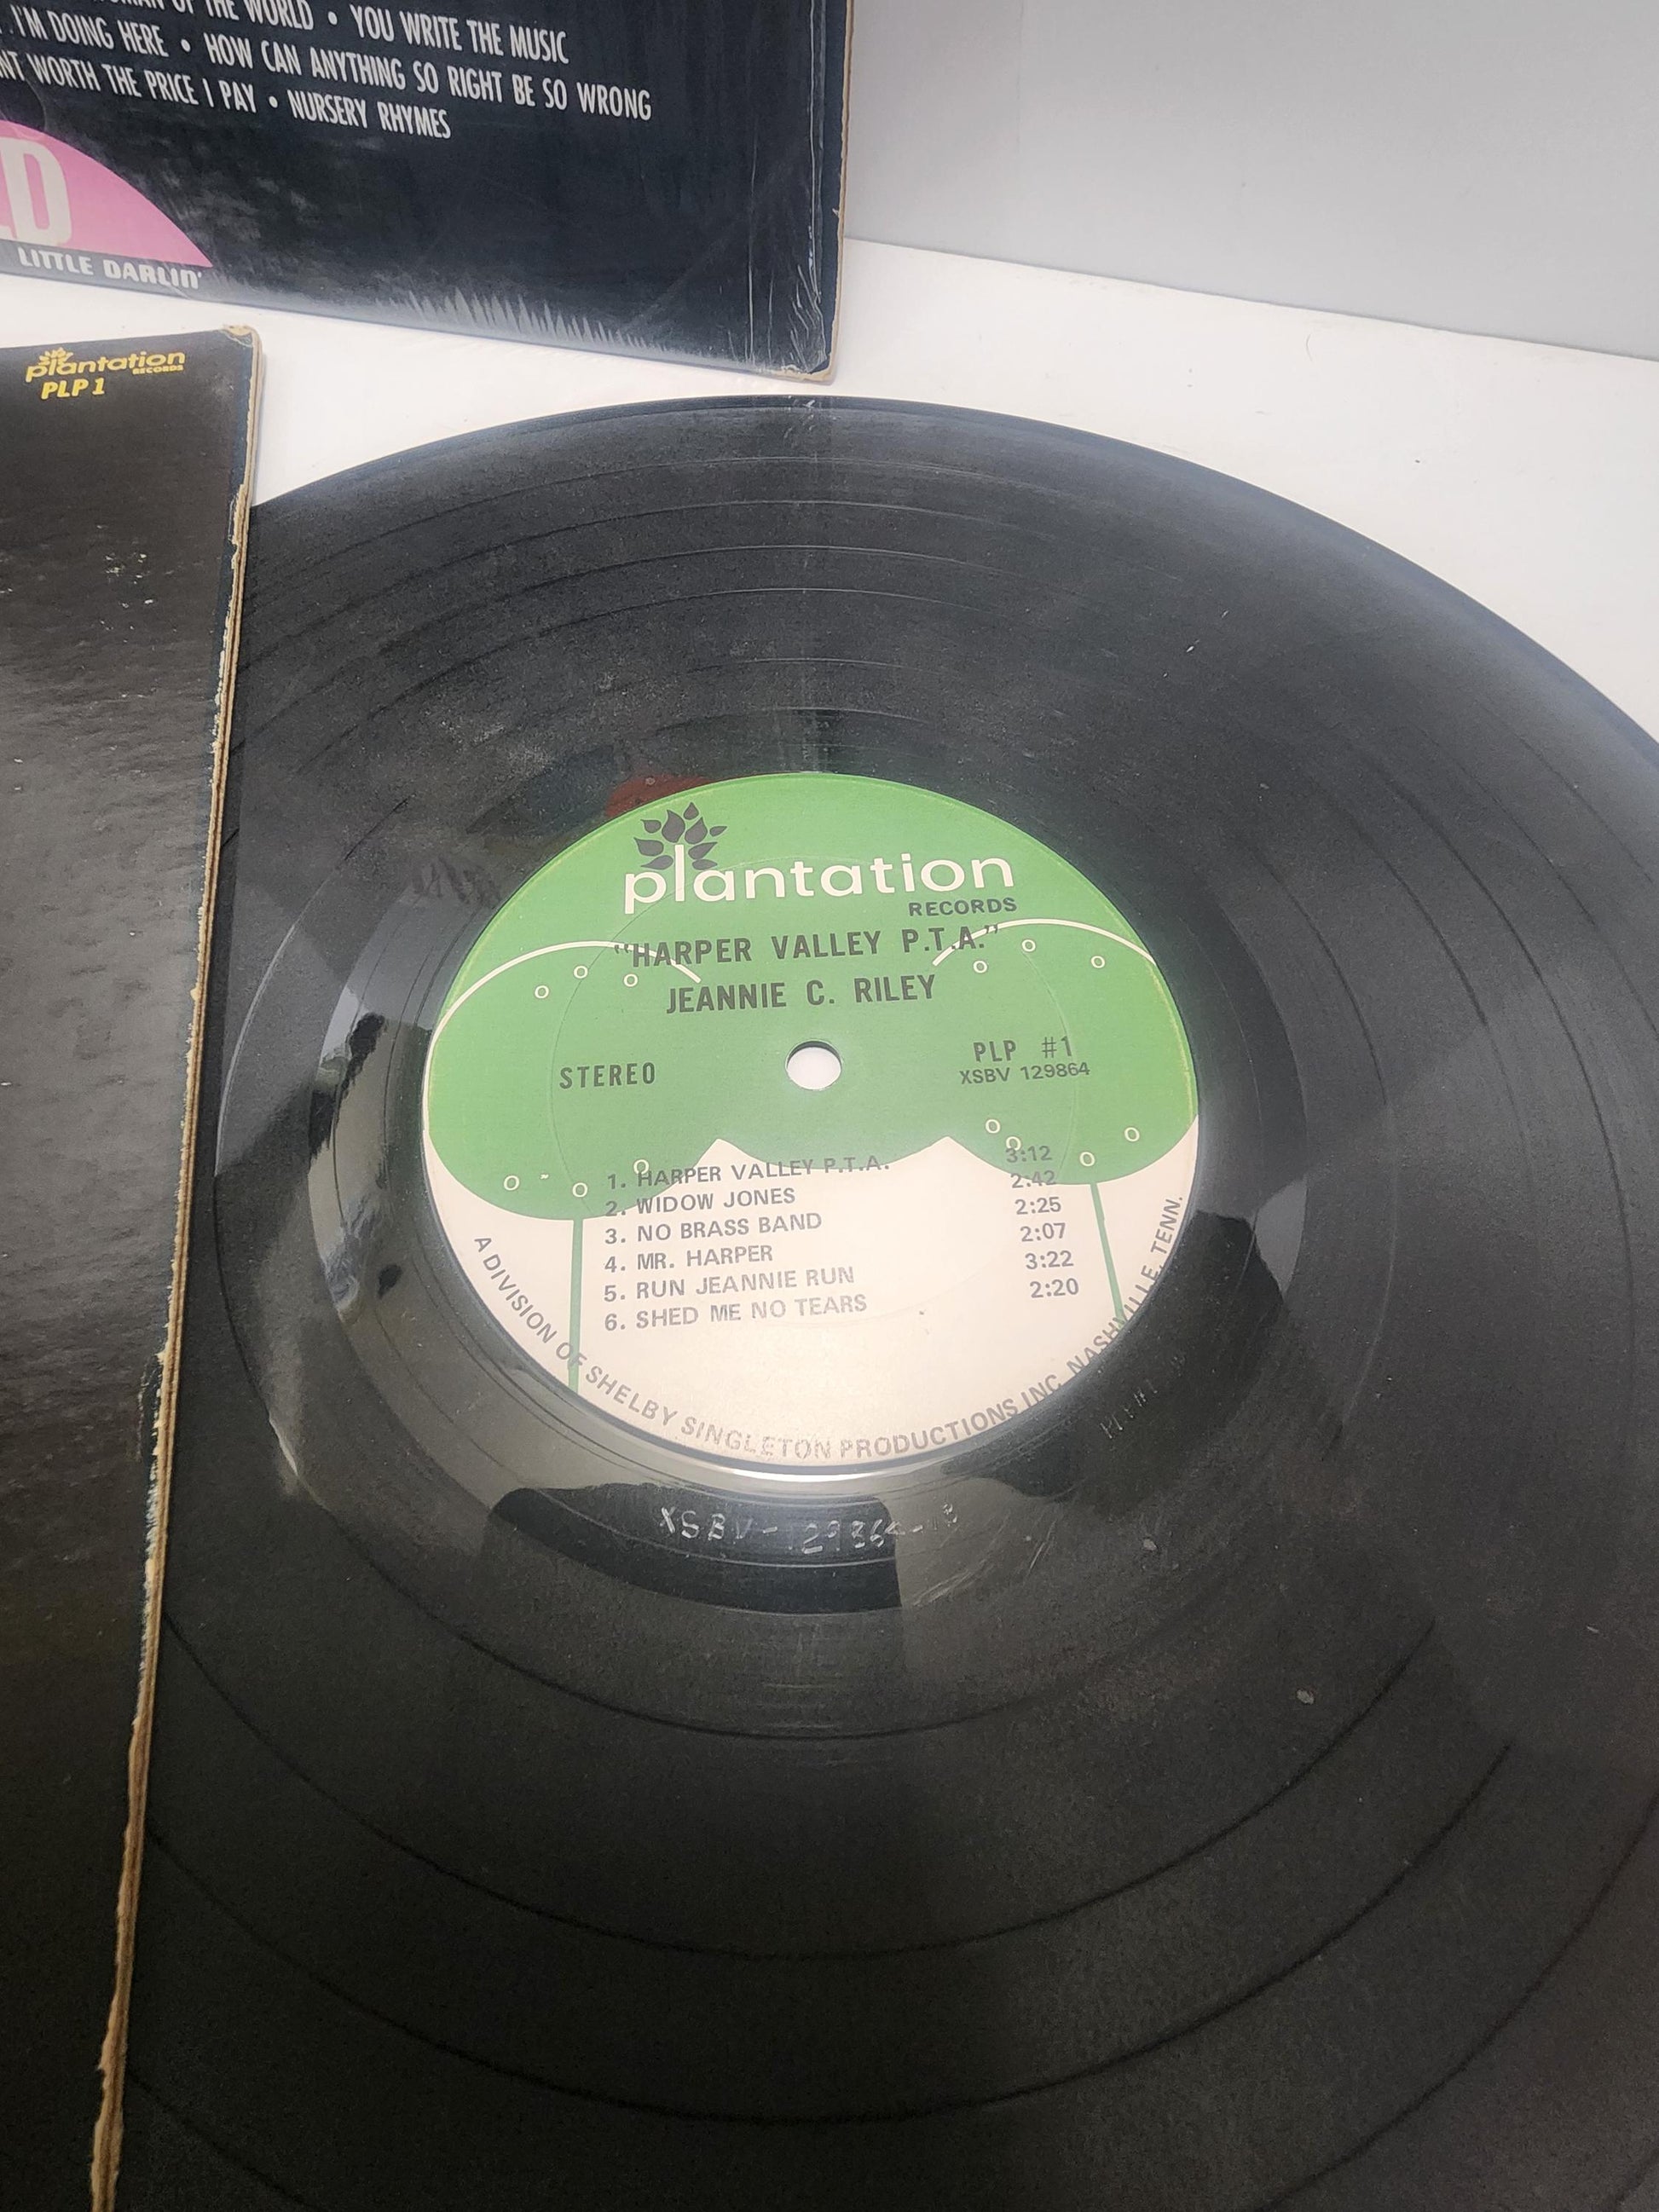 OF THE WORLD • YOU WRITE THE MUSIC
I'M DOING HERE • HOW CAN ANYTHING SO RIGHT BE SO WRONG
WORTH THE PRICE I PAY • NURSERY RHYMES
LITTLE DARLIN'
plantation
RECORDS
PLP 1
plantation
RECORDS
"HARPER VALLEY P.T.A."
JEANNIE C. RILEY
STEREO
PLP #1
XSBV 129864
1. HARPER VALLEY P.T.A. 3:12
2. WIDOW JONES 2:42
3. NO BRASS BAND 2:25
4. MR. HARPER 2:07
5. RUN JEANNIE RUN 3:22
6. SHED ME NO TEARS 2:20
A DIVISION OF SHELBY SINGLETON PRODUCTIONS INC. NASHVILLE, TENN.